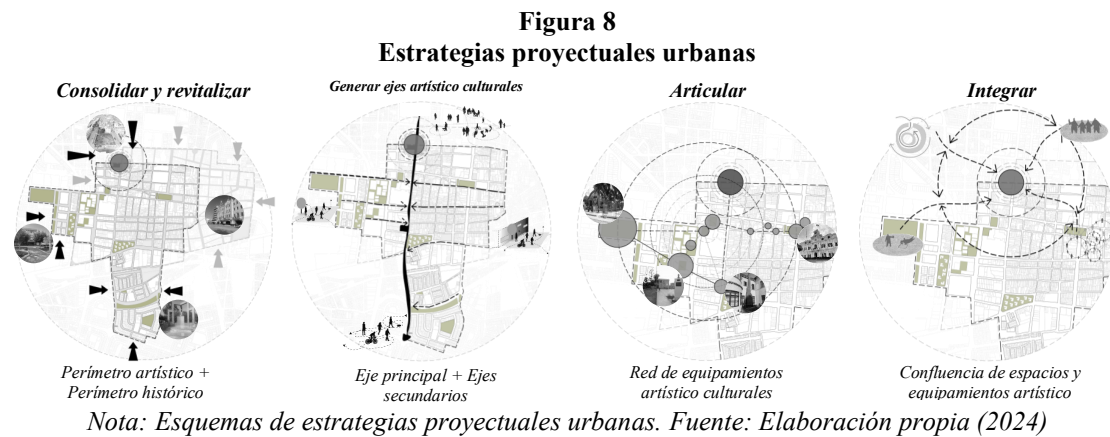 Figura 8
Estrategias proyectuales urbanas
Consolidar y revitalizar
Generar ejes artístico culturales
Articular
Integrar
Perímetro artístico +
Perímetro histórico
Eje principal + Ejes
secundarios
Red de equipamientos
artístico culturales
Confluencia de espacios y
equipamientos artístico
Nota: Esquemas de estrategias proyectuales urbanas. Fuente: Elaboración propia (2024)